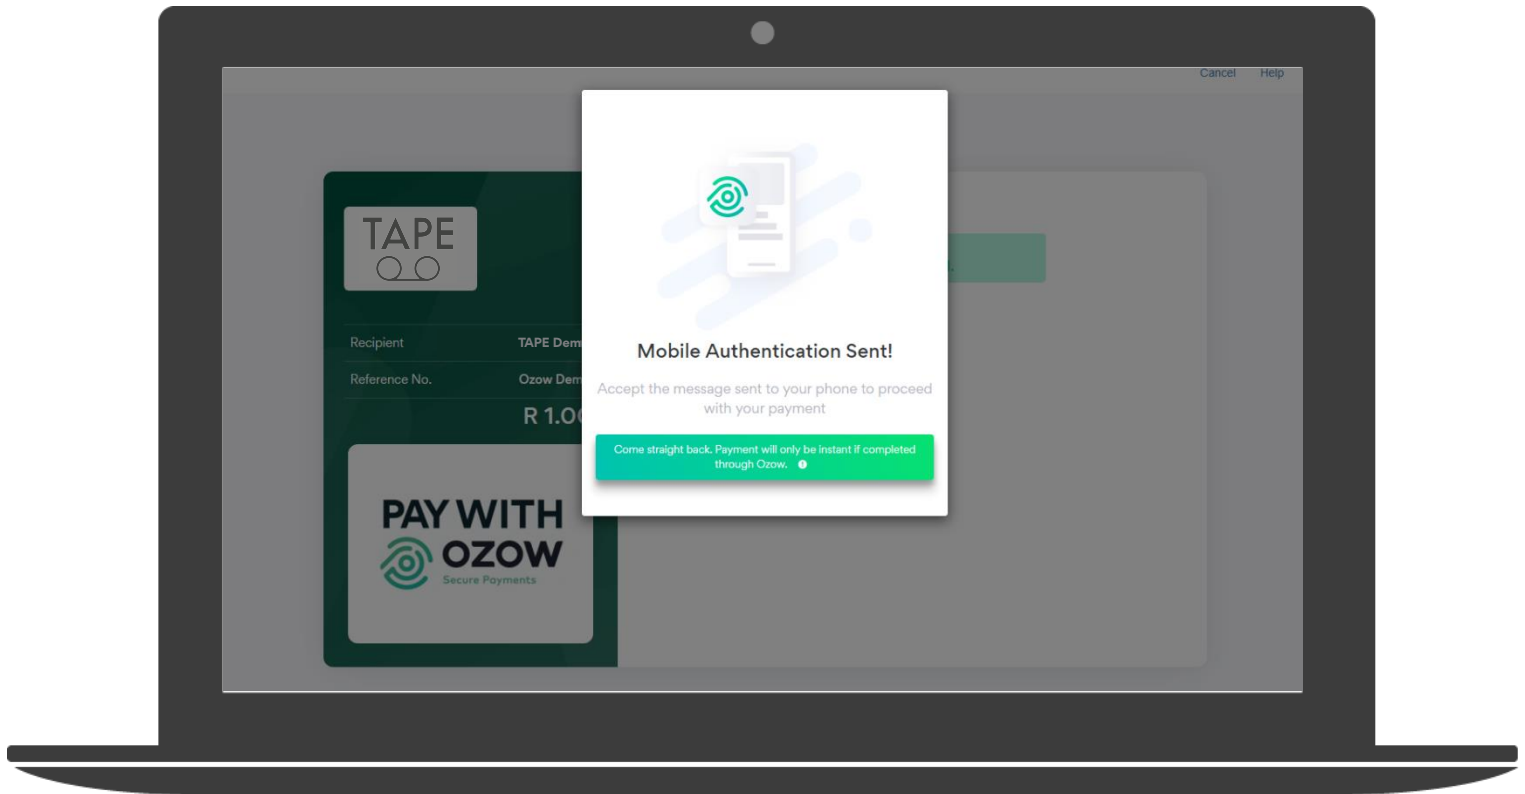 Cancel Help
TAPE
Recipient TAPE Dem
Reference No. Ozow Dem
R 1.00
PAY WITH
OZOW
Secure Payments
Mobile Authentication Sent!
Accept the message sent to your phone to proceed
with your payment
Come straight back. Payment will only be instant if completed
through Ozow.